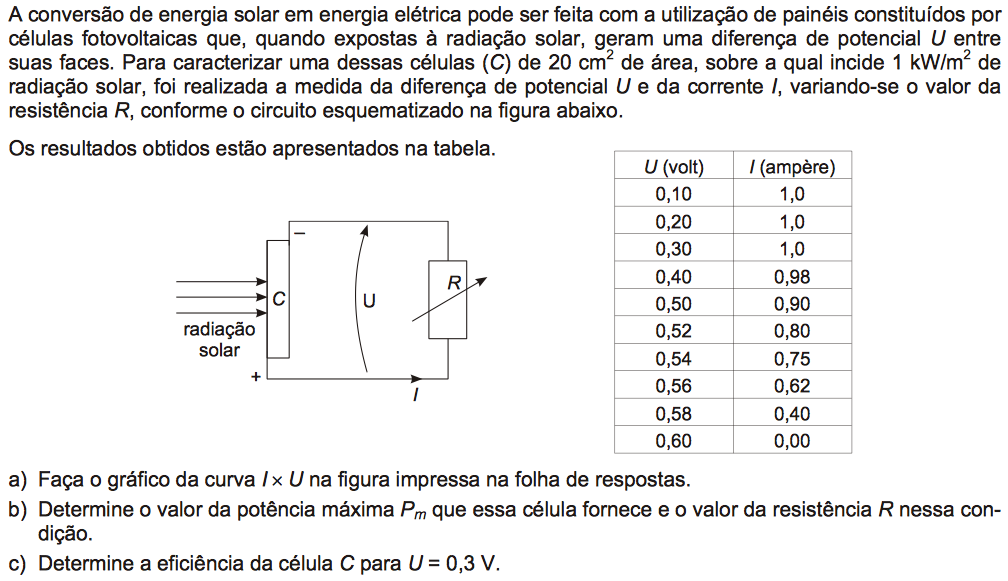 A conversão de energia solar em energia elétrica pode ser feita com a utilização de painéis constituídos por
células fotovoltaicas que, quando expostas à radiação solar, geram uma diferença de potencial U entre
suas faces. Para caracterizar uma dessas células (C) de 20 cm² de área, sobre a qual incide 1 kW/m² de
radiação solar, foi realizada a medida da diferença de potencial U e da corrente I, variando-se o valor da
resistência R, conforme o circuito esquematizado na figura abaixo.
Os resultados obtidos estão apresentados na tabela.
–
C
U
R
radiação
solar
+
I
U (volt) I (ampère)
0,10 1,0
0,20 1,0
0,30 1,0
0,40 0,98
0,50 0,90
0,52 0,80
0,54 0,75
0,56 0,62
0,58 0,40
0,60 0,00
a) Faça o gráfico da curva I × U na figura impressa na folha de respostas.
b) Determine o valor da potência máxima Pm que essa célula fornece e o valor da resistência R nessa con-
dição.
c) Determine a eficiência da célula C para U = 0,3 V.